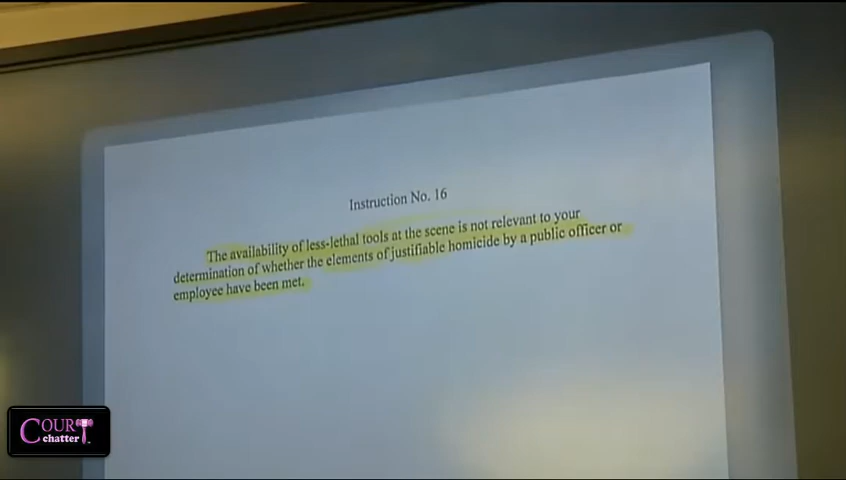 Instruction No. 16
The availability of less-lethal tools at the scene is not relevant to your
determination of whether the elements of justifiable homicide by a public officer or
employee have been met.
COURT
chatter